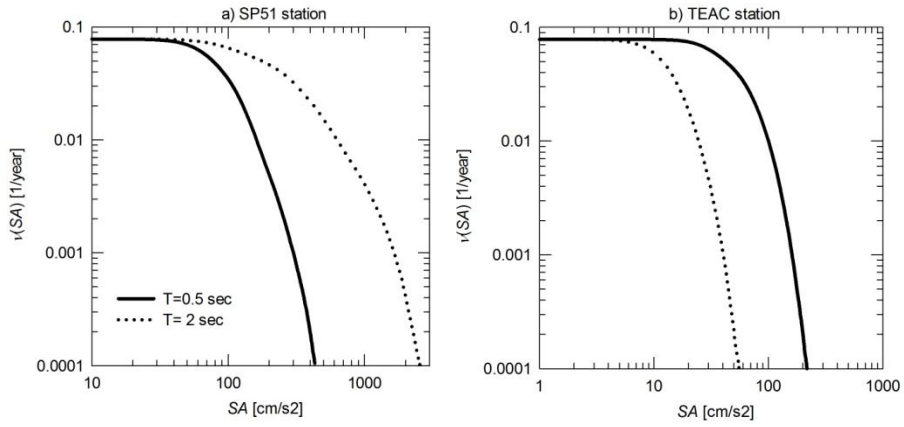 a) SP51 station
0.1
0.01
0.001
0.0001
ν(SA) [1/year]
T=0.5 sec
T= 2 sec
10
100
1000
SA [cm/s2]
b) TEAC station
0.1
0.01
0.001
0.0001
ν(SA) [1/year]
1
10
100
1000
SA [cm/s2]